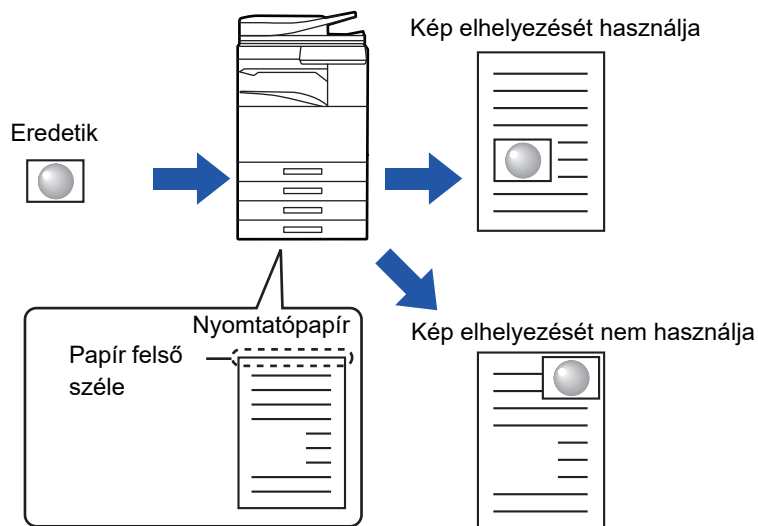 Kép elhelyezését használja
Eredetik
Nyomtatópapír
Papír felső
széle
Kép elhelyezését nem használja